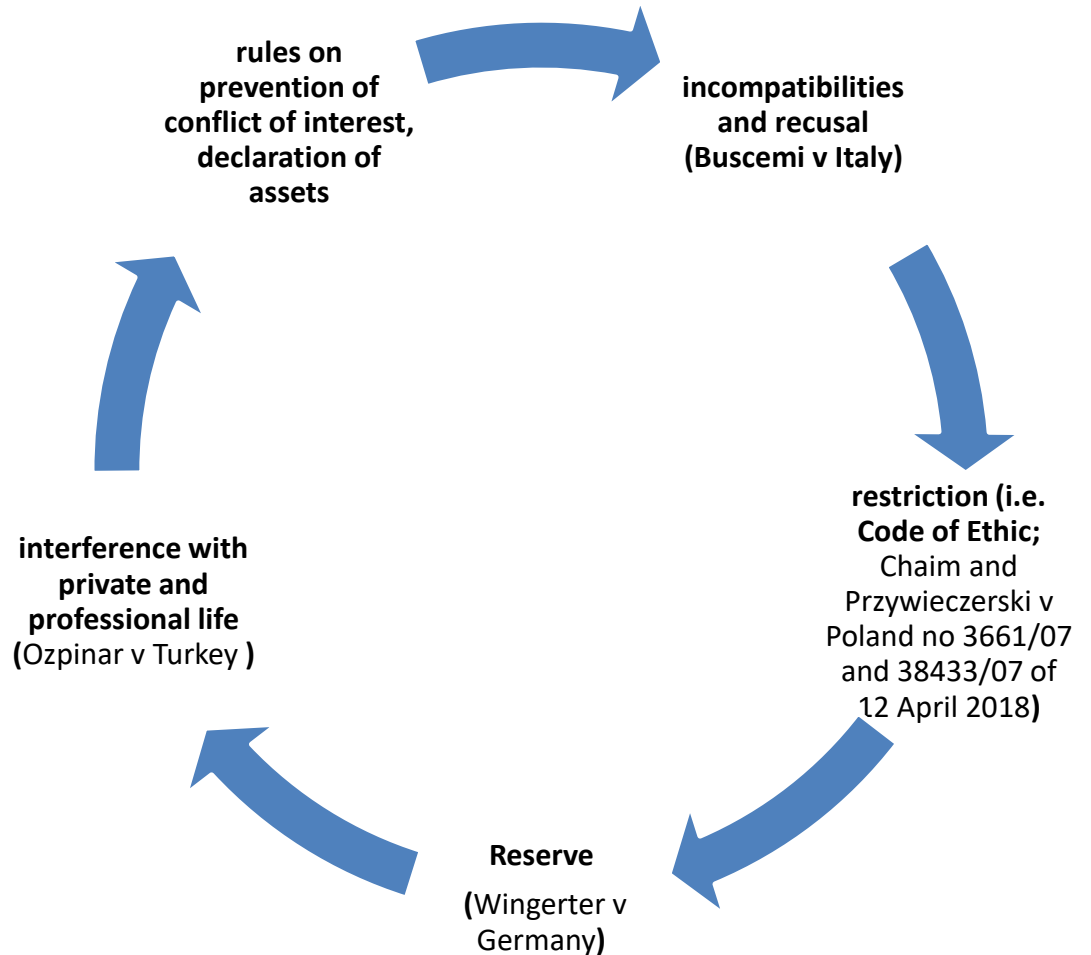 rules on
prevention of
conflict of interest,
declaration of
assets
incompatibilities
and recusal
(Buscemi v Italy)
restriction (i.e.
Code of Ethic;
Chaim and
Przywieczerski v
Poland no 3661/07
and 38433/07 of
12 April 2018)
Reserve
(Wingerter v
Germany)
interference with
private and
professional life
(Ozpinar v Turkey )